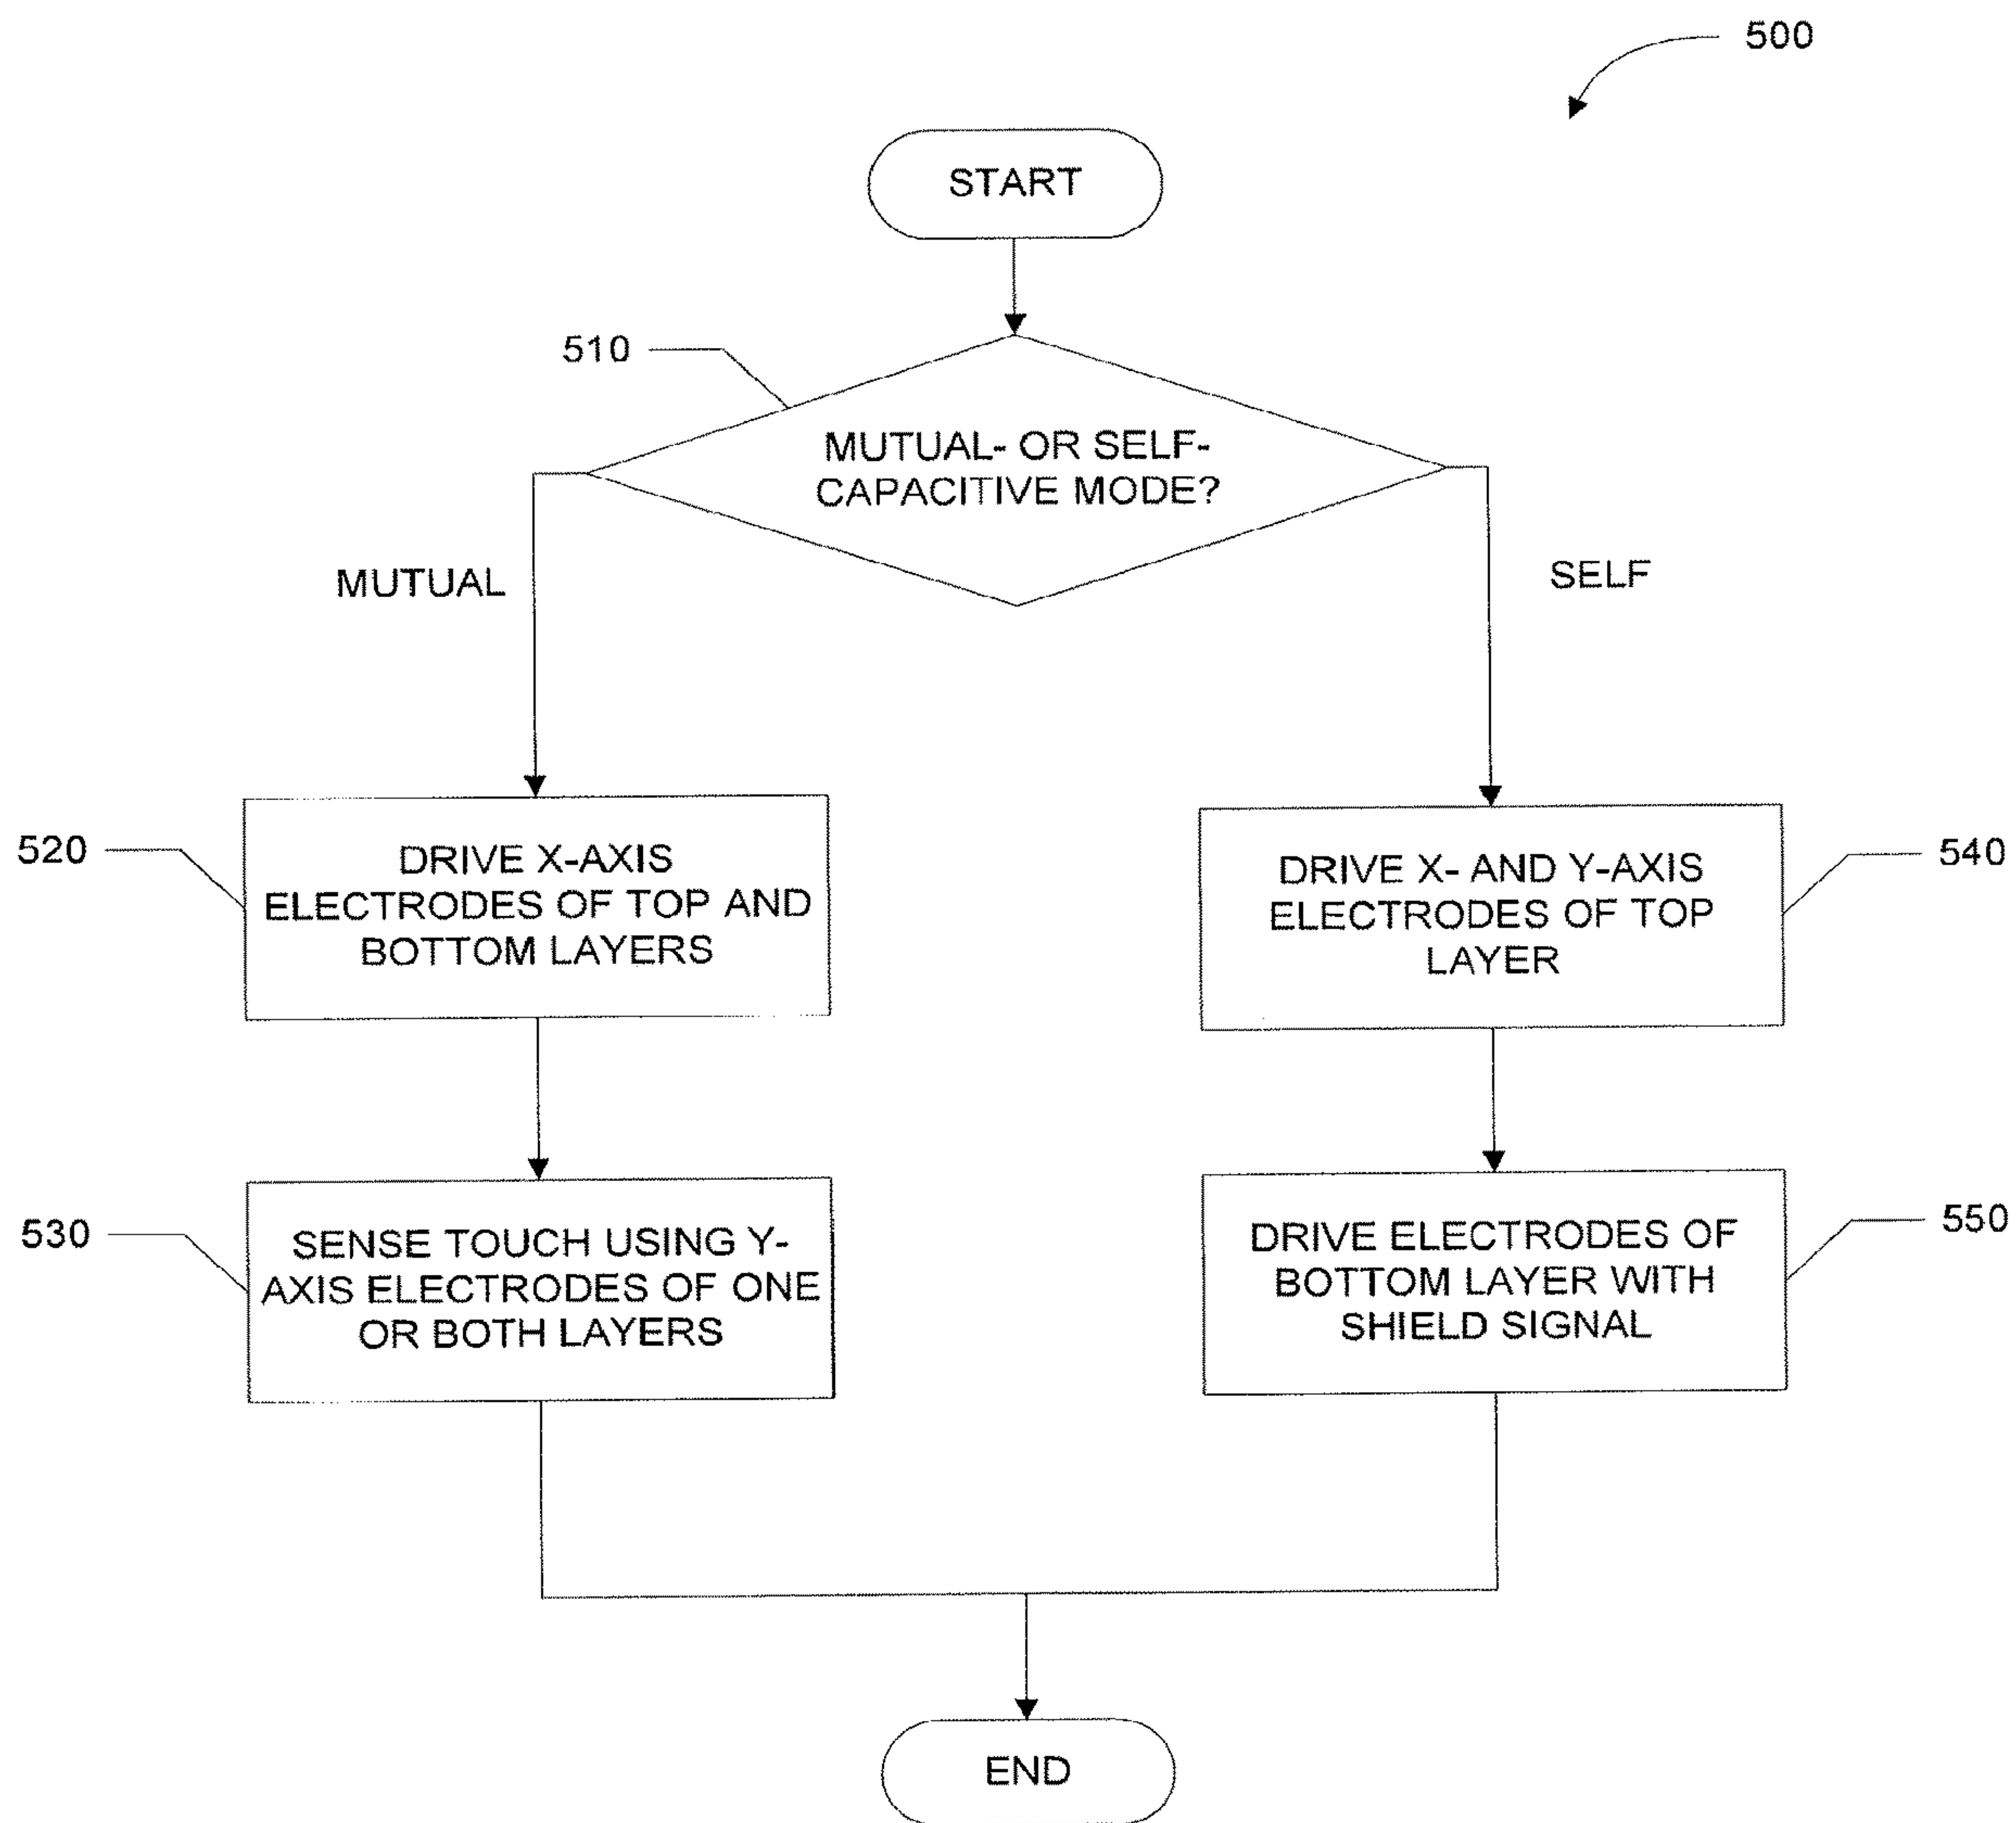 500
START
510
MUTUAL- OR SELF-
CAPACITIVE MODE?
MUTUAL
SELF
520
DRIVE X-AXIS
ELECTRODES OF TOP AND
BOTTOM LAYERS
DRIVE X- AND Y-AXIS
ELECTRODES OF TOP
LAYER
540
530
SENSE TOUCH USING Y-
AXIS ELECTRODES OF ONE
OR BOTH LAYERS
DRIVE ELECTRODES OF
BOTTOM LAYER WITH
SHIELD SIGNAL
550
END